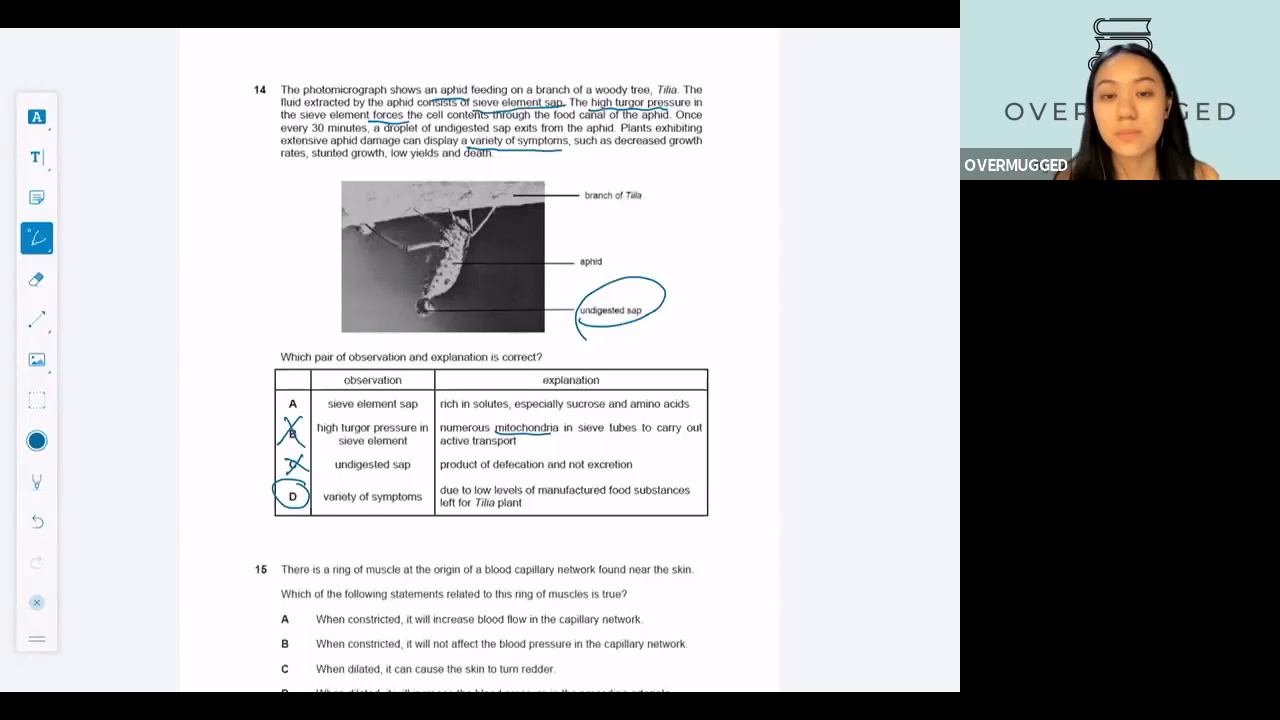 14 The photomicrograph shows an aphid feeding on a branch of a woody tree, Tilia. The
fluid extracted by the aphid consists of sieve element sap. The high turgor pressure in
the sieve element forces the cell contents through the food canal of the aphid. Once
every 30 minutes, a droplet of undigested sap exits from the aphid. Plants exhibiting
extensive aphid damage can display a variety of symptoms, such as decreased growth
rates, stunted growth, low yields and death.
branch of Tilia
aphid
undigested sap
Which pair of observation and explanation is correct?
observation explanation
A sieve element sap rich in solutes, especially sucrose and amino acids
B high turgor pressure in numerous mitochondria in sieve tubes to carry out
sieve element active transport
C undigested sap product of defecation and not excretion
D variety of symptoms due to low levels of manufactured food substances
left for Tilia plant
15 There is a ring of muscle at the origin of a blood capillary network found near the skin.
Which of the following statements related to this ring of muscles is true?
A When constricted, it will increase blood flow in the capillary network.
B When constricted, it will not affect the blood pressure in the capillary network.
C When dilated, it can cause the skin to turn redder.
A
T
OVERMUGGED